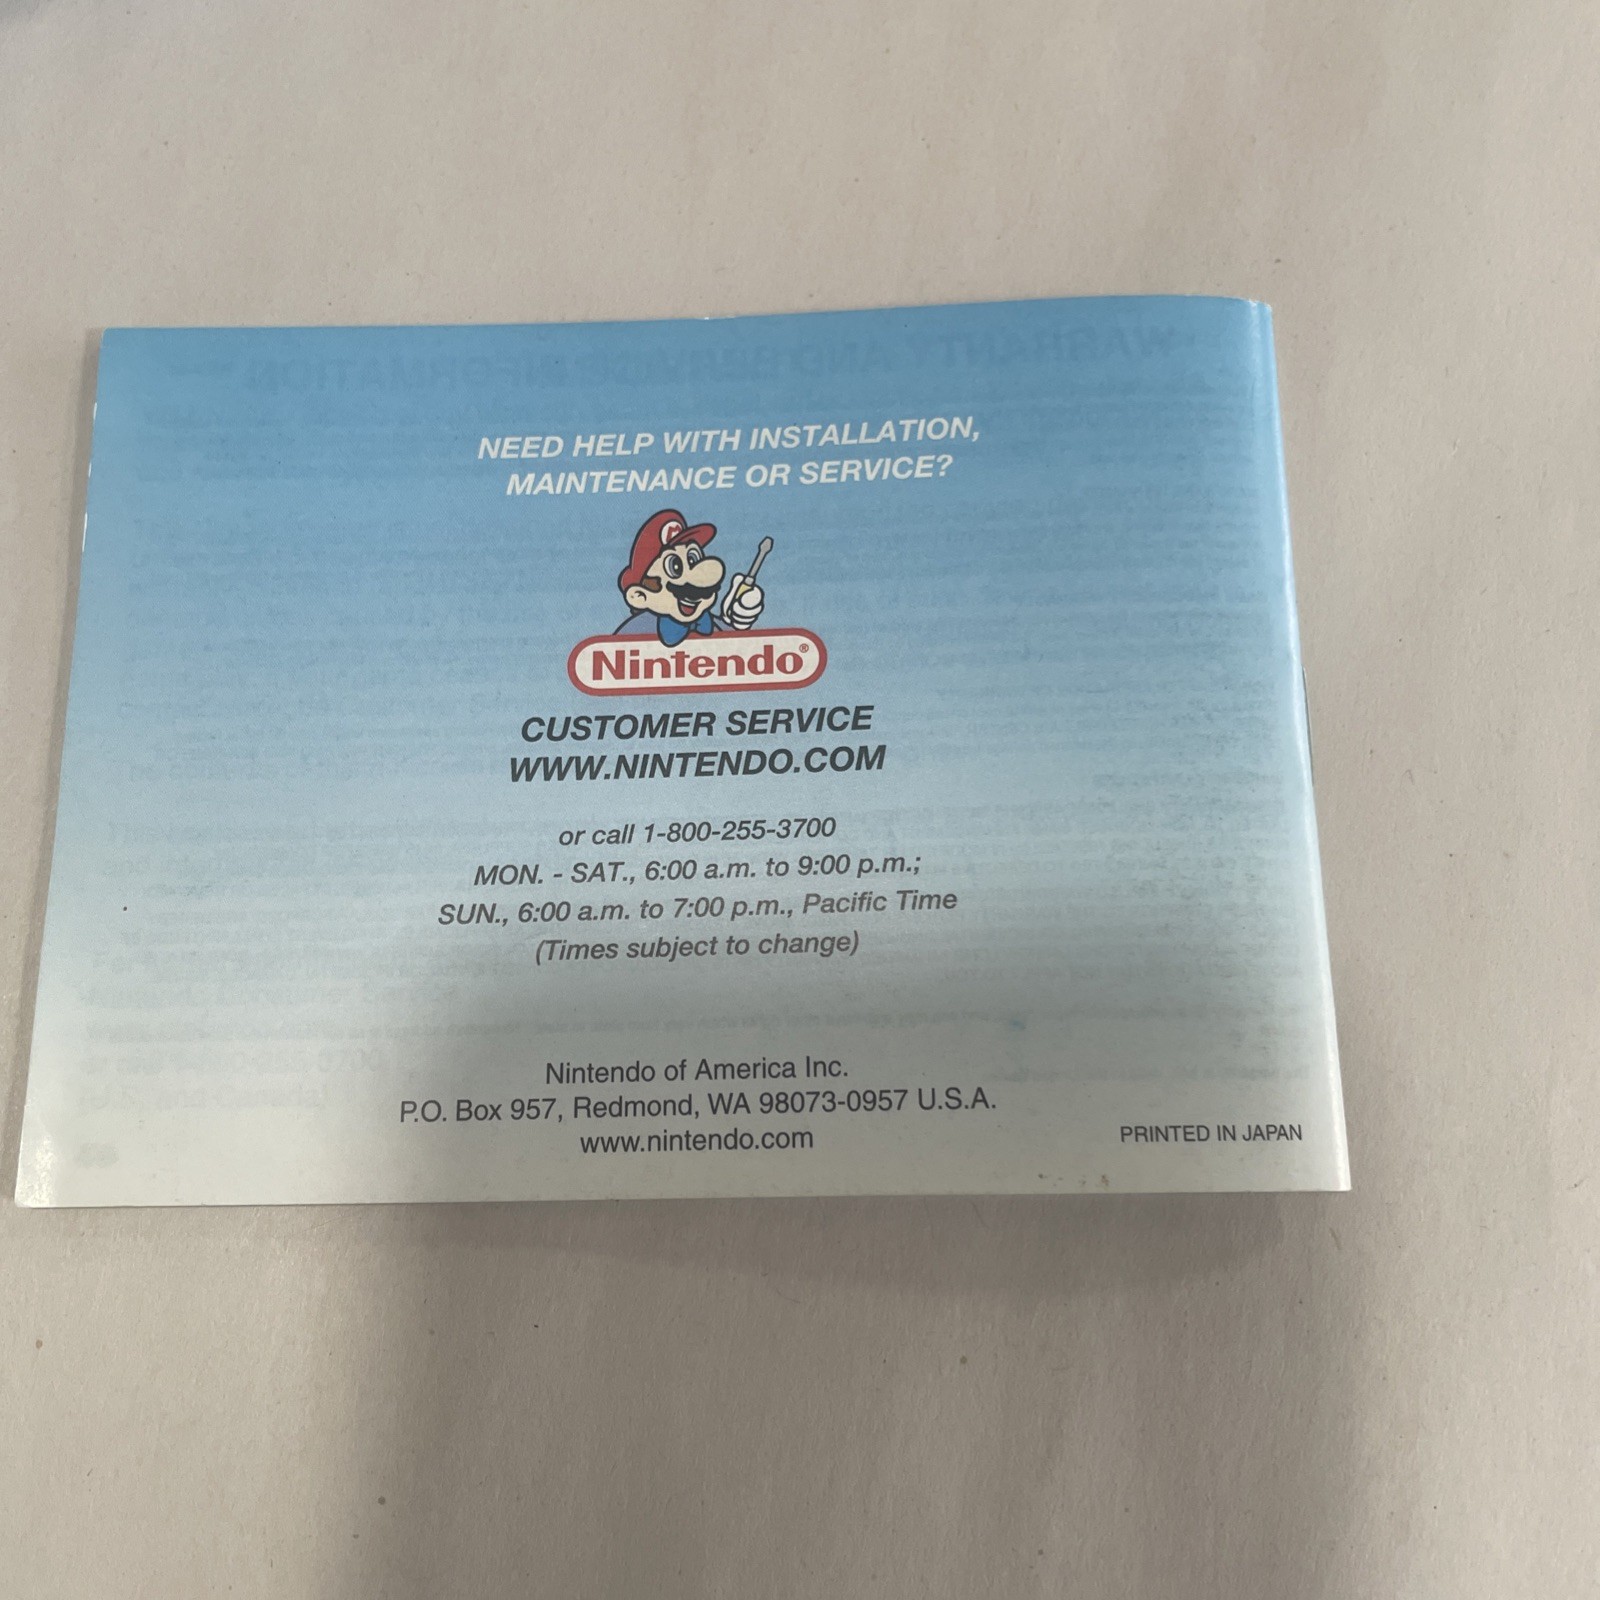 NEED HELP WITH INSTALLATION,
MAINTENANCE OR SERVICE?
M
Nintendo®
CUSTOMER SERVICE
WWW.NINTENDO.COM
or call 1-800-255-3700
MON. - SAT., 6:00 a.m. to 9:00 p.m.;
SUN., 6:00 a.m. to 7:00 p.m., Pacific Time
(Times subject to change)
Nintendo of America Inc.
P.O. Box 957, Redmond, WA 98073-0957 U.S.A.
www.nintendo.com
PRINTED IN JAPAN